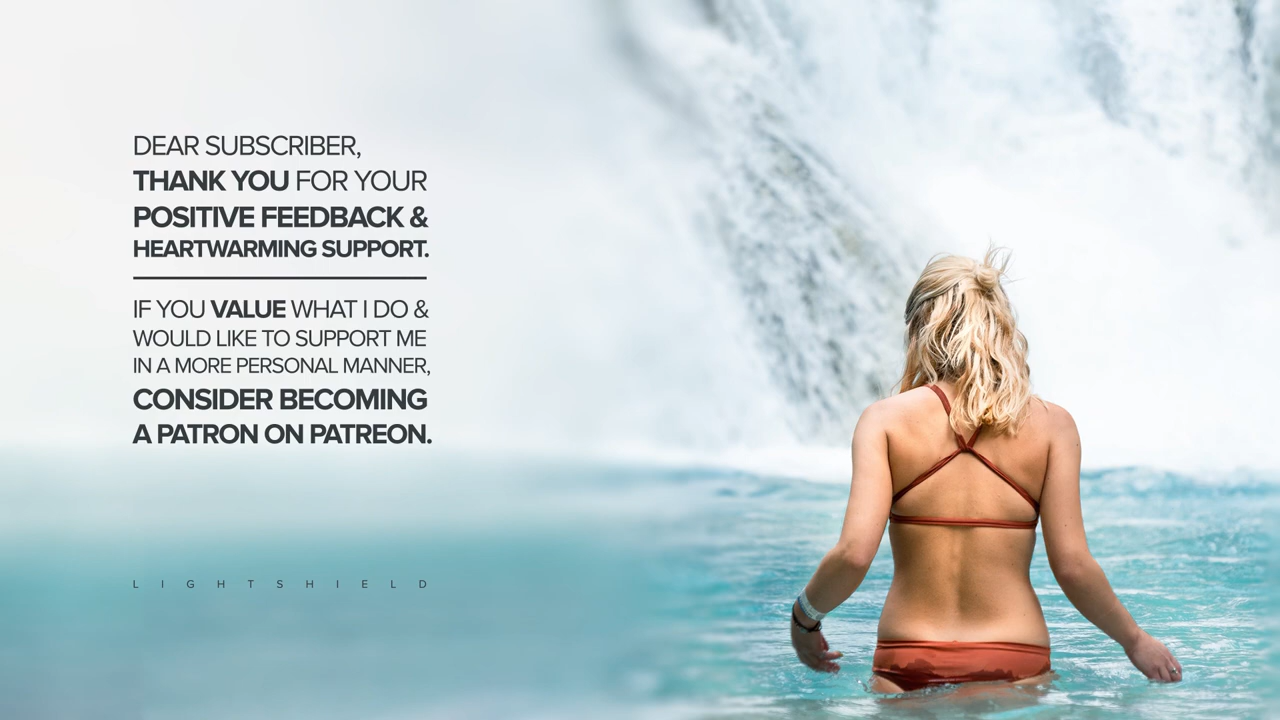 DEAR SUBSCRIBER,
THANK YOU FOR YOUR
POSITIVE FEEDBACK &
HEARTWARMING SUPPORT.
IF YOU VALUE WHAT I DO &
WOULD LIKE TO SUPPORT ME
IN A MORE PERSONAL MANNER,
CONSIDER BECOMING
A PATRON ON PATREON.
LIGHTSHIELD